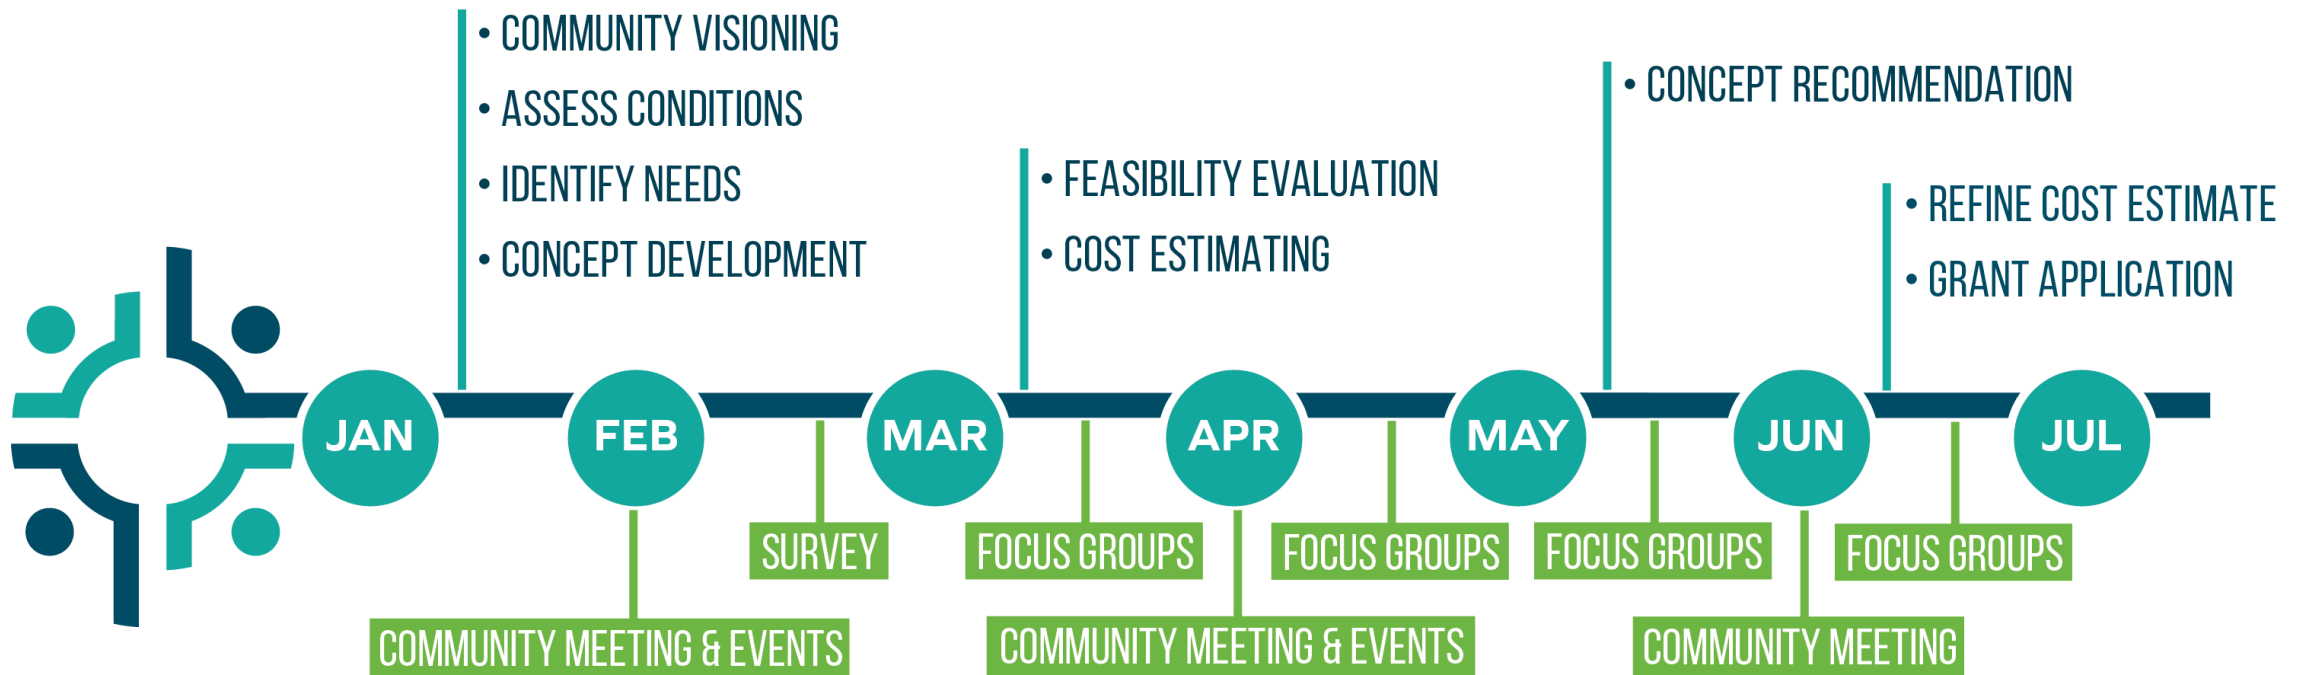 • COMMUNITY VISIONING
• ASSESS CONDITIONS
• IDENTIFY NEEDS
• CONCEPT DEVELOPMENT
• FEASIBILITY EVALUATION
• COST ESTIMATING
• CONCEPT RECOMMENDATION
• REFINE COST ESTIMATE
• GRANT APPLICATION
JAN
FEB
MAR
APR
MAY
JUN
JUL
SURVEY
FOCUS GROUPS
FOCUS GROUPS
FOCUS GROUPS
FOCUS GROUPS
COMMUNITY MEETING & EVENTS
COMMUNITY MEETING & EVENTS
COMMUNITY MEETING